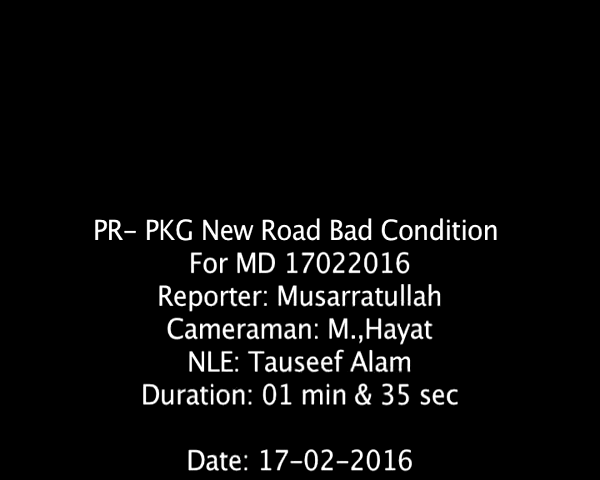 PR- PKG New Road Bad Condition
For MD 17022016
Reporter: Musarratullah
Cameraman: M.,Hayat
NLE: Tauseef Alam
Duration: 01 min & 35 sec
Date: 17-02-2016